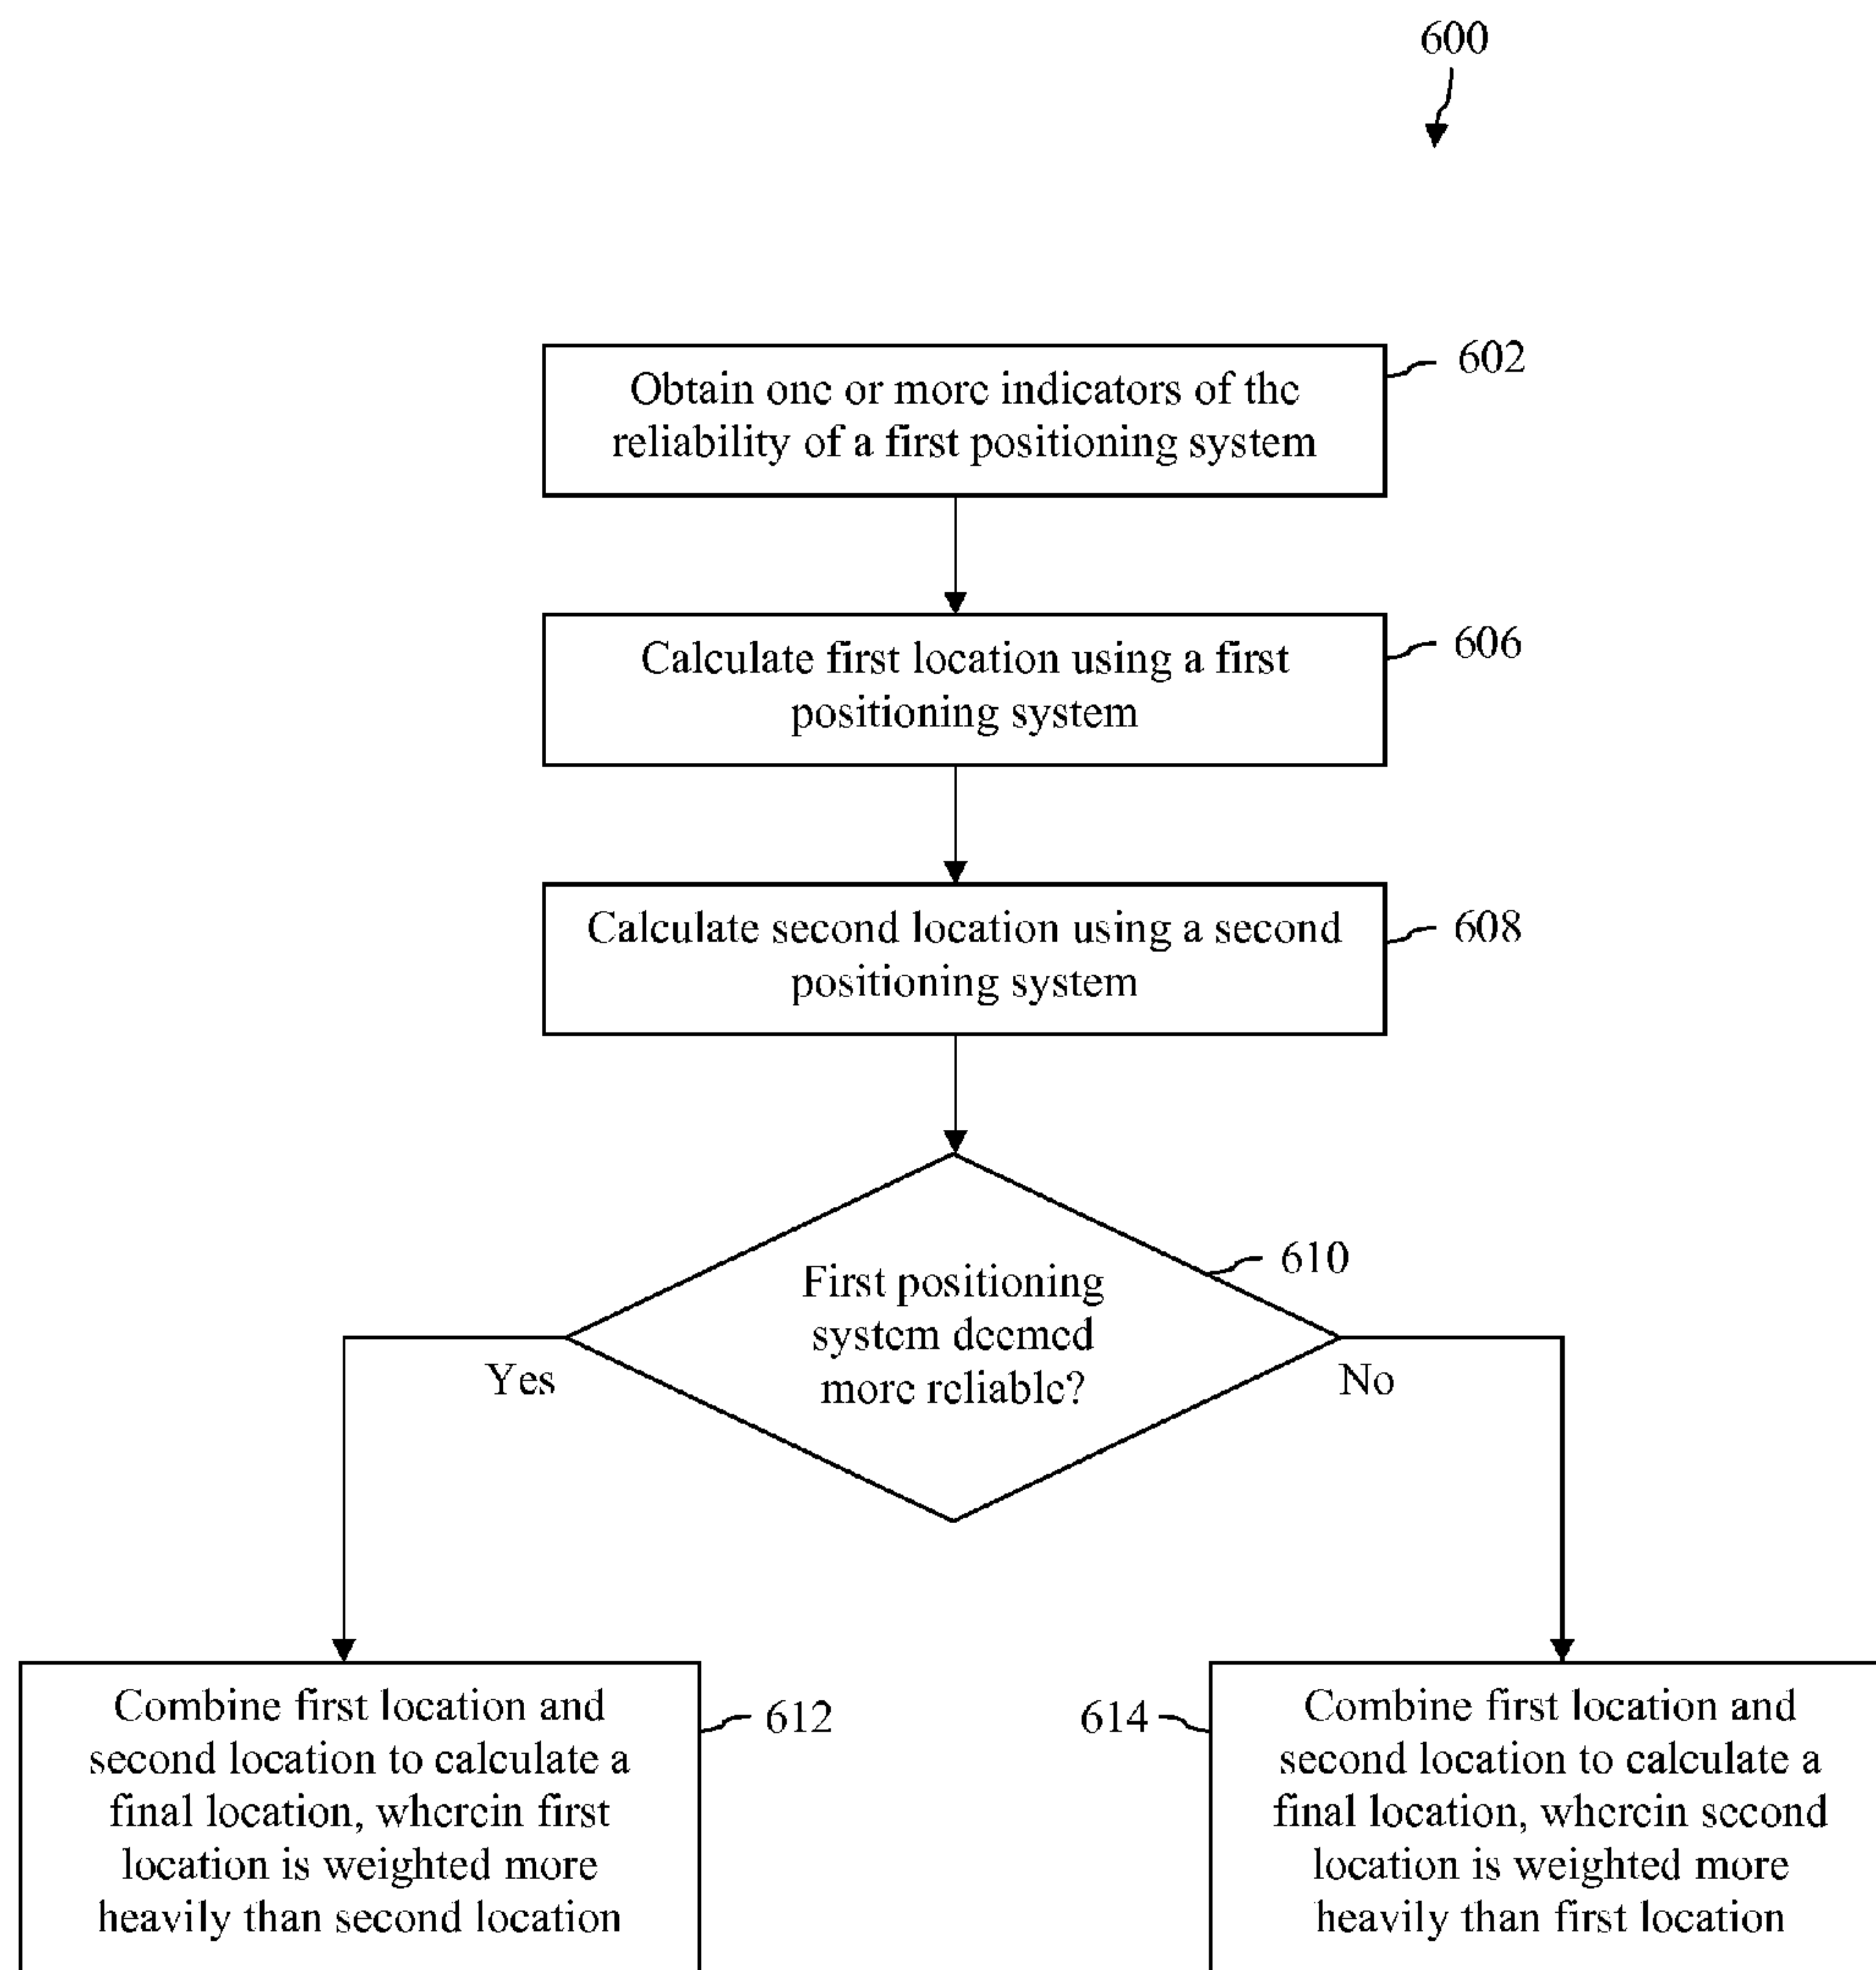 600
Obtain one or more indicators of the
reliability of a first positioning system
602
Calculate first location using a first
positioning system
606
Calculate second location using a second
positioning system
608
First positioning
system deemed
more reliable?
610
Yes
No
Combine first location and
second location to calculate a
final location, wherein first
location is weighted more
heavily than second location
612
614
Combine first location and
second location to calculate a
final location, wherein second
location is weighted more
heavily than first location